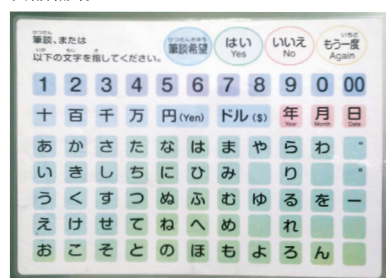 筆談、または
以下の文字を指してください。
筆談希望
はい
Yes
いいえ
No
もう一度
Again
1 2 3 4 5 6 7 8 9 0 00
十 百 千 万 円(Yen) ドル($) 年 Year 月 Month 日 Date
あ か さ た な は ま や ら わ ゛
い き し ち に ひ み り ゜
う く す つ ぬ ふ む ゆ る を ー
え け せ て ね へ め れ
お こ そ と の ほ も よ ろ ん